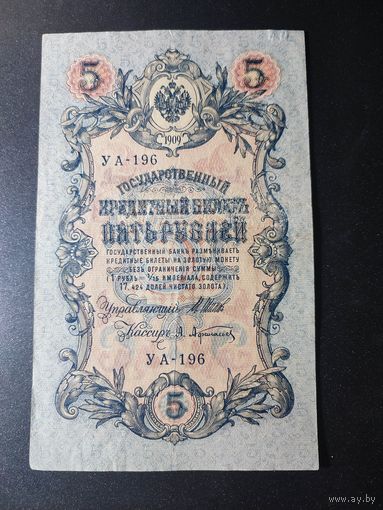 5 5
1909
УА-196
ГОСУДАРСТВЕННЫЙ
КРЕДИТНЫЙ БИЛЕТЪ
ПЯТЬ РУБЛЕЙ
ГОСУДАРСТВЕННЫЙ БАНКЪ РАЗМѢНИВАЕТЪ
КРЕДИТНЫЕ БИЛЕТЫ НА ЗОЛОТУЮ МОНЕТУ
БЕЗЪ ОГРАНИЧЕНІЯ СУММЫ
(1 РУБЛЬ = 1/15 ИМПЕРІАЛА, СОДЕРЖИТЪ
17,424 ДОЛЕЙ ЧИСТАГО ЗОЛОТА).
Управляющій
Кассиръ А. Афанасьев
УА-196
5
www.ay.by